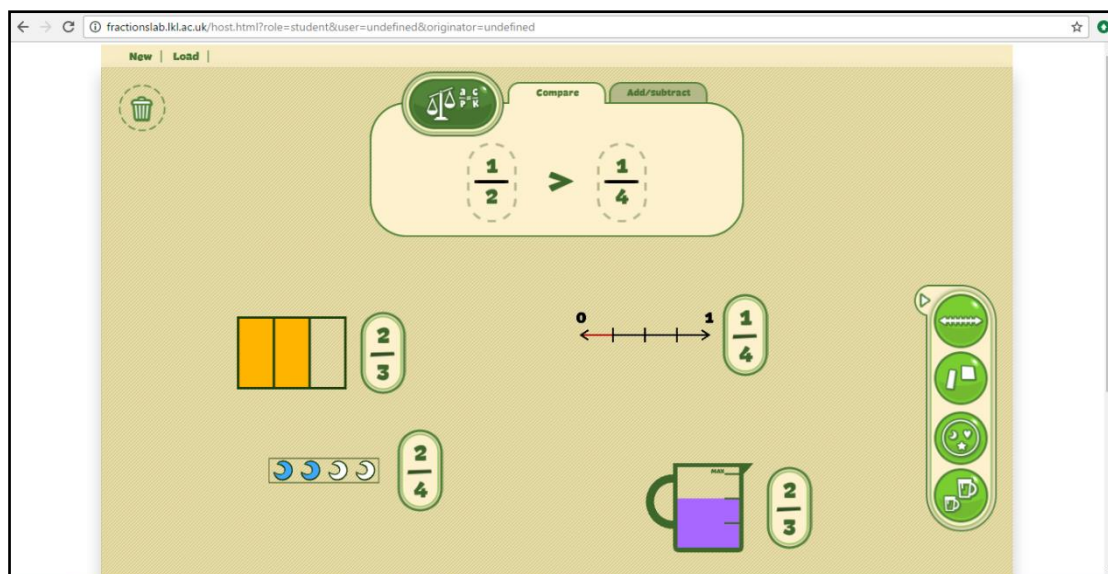 fractionslab.lkl.ac.uk/host.html?role=student&user=undefined&originator=undefined
New | Load |
Compare
Add/subtract
a/P = c/K
1/2 > 1/4
2/3
0 1
1/4
2/4
MAX
2/3